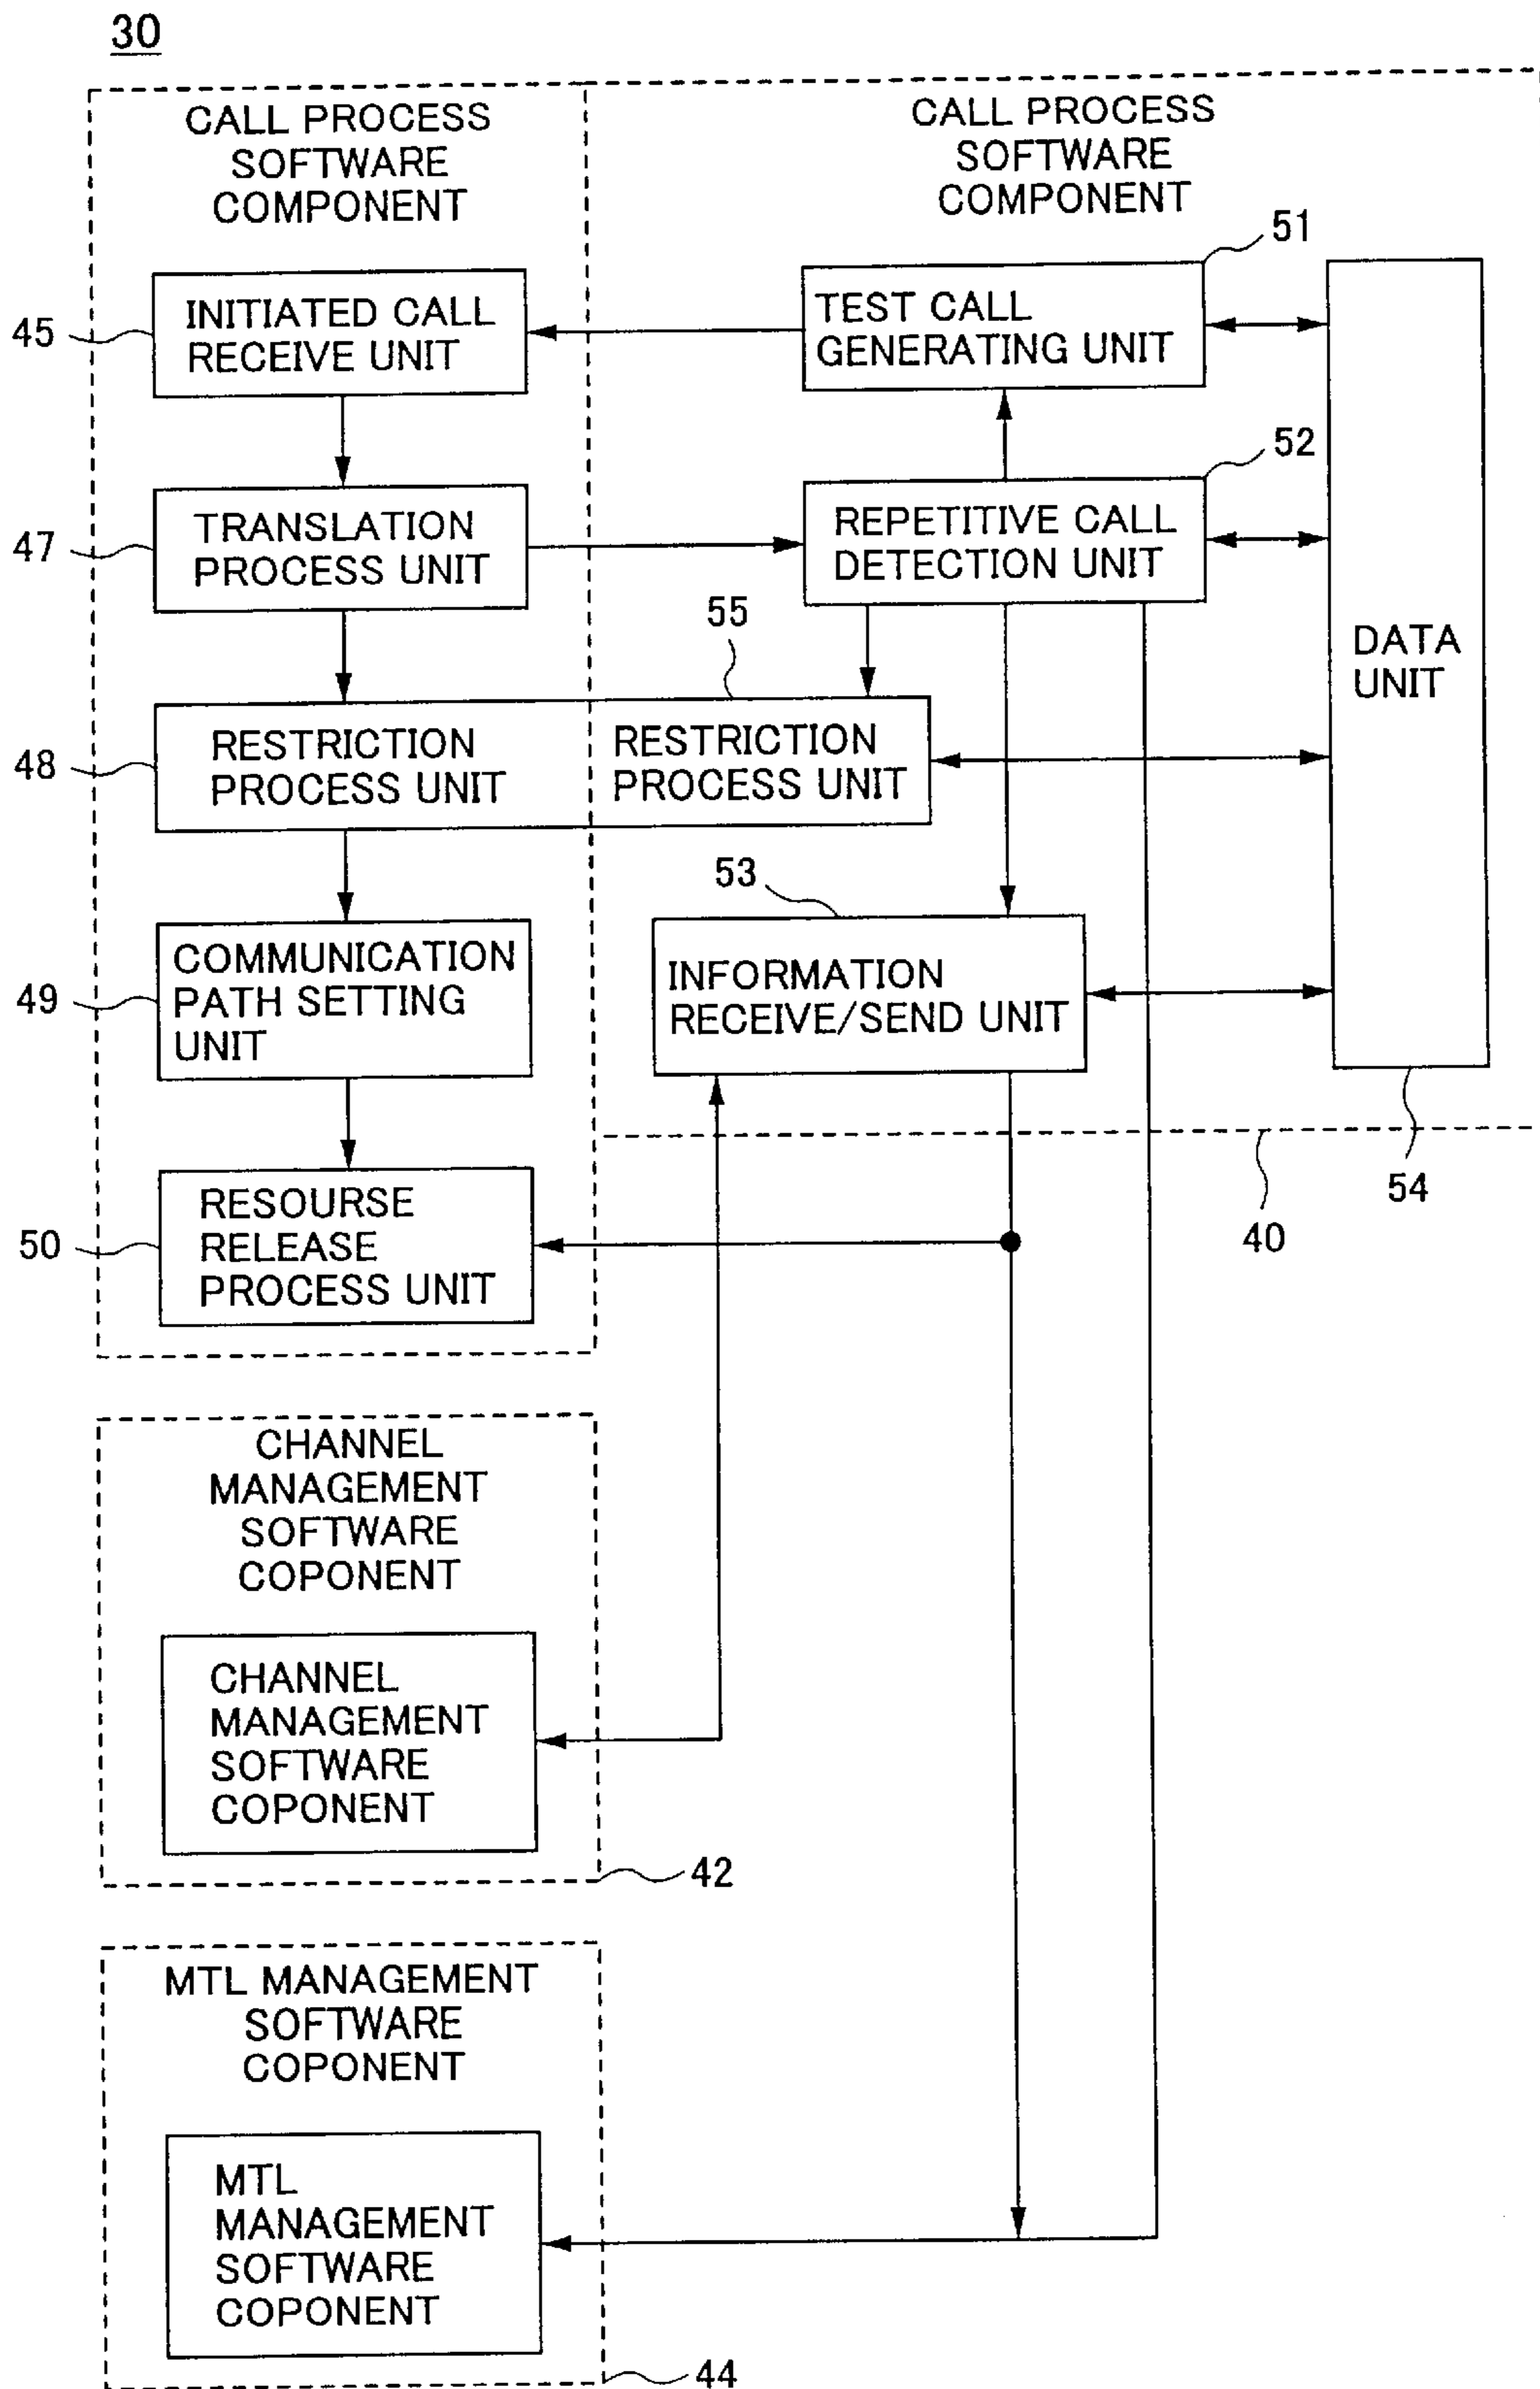 30
CALL PROCESS
SOFTWARE
COMPONENT
CALL PROCESS
SOFTWARE
COMPONENT
51
45
INITIATED CALL
RECEIVE UNIT
TEST CALL
GENERATING UNIT
52
47
TRANSLATION
PROCESS UNIT
REPETITIVE CALL
DETECTION UNIT
DATA
UNIT
55
48
RESTRICTION
PROCESS UNIT
RESTRICTION
PROCESS UNIT
53
49
COMMUNICATION
PATH SETTING
UNIT
INFORMATION
RECEIVE/SEND UNIT
54
40
50
RESOURSE
RELEASE
PROCESS UNIT
CHANNEL
MANAGEMENT
SOFTWARE
COPONENT
CHANNEL
MANAGEMENT
SOFTWARE
COPONENT
42
MTL MANAGEMENT
SOFTWARE
COPONENT
MTL
MANAGEMENT
SOFTWARE
COPONENT
44